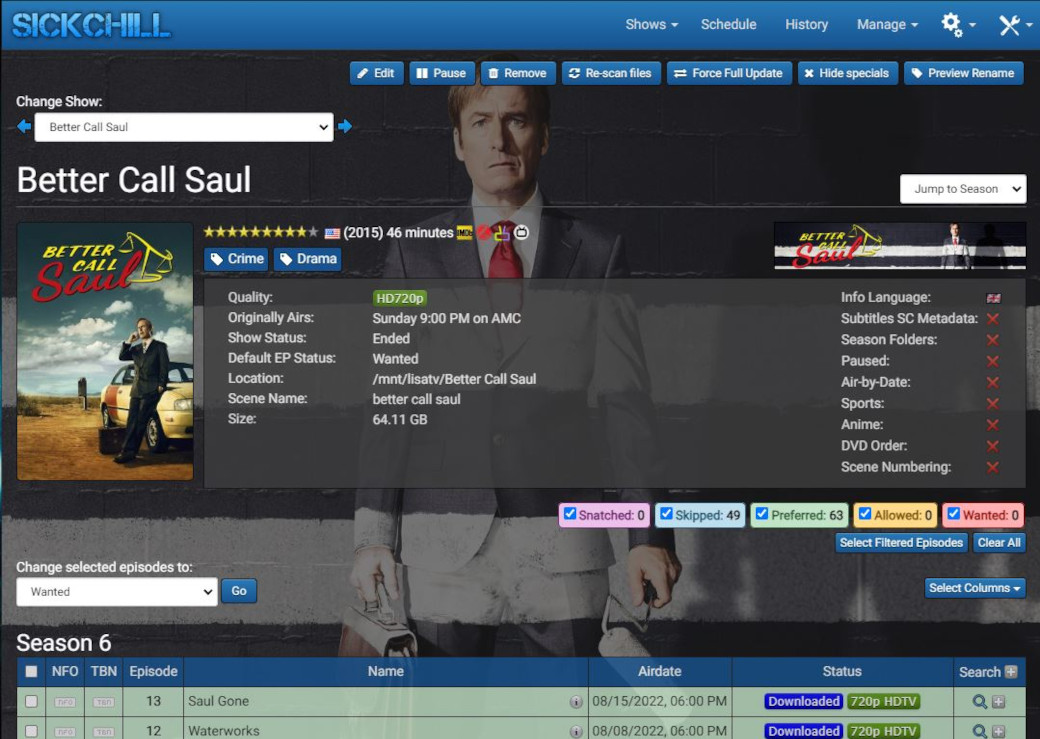 SICKCHILL
Shows Schedule History Manage
Edit Pause Remove Re-scan files Force Full Update Hide specials Preview Rename
Change Show:
Better Call Saul
Better Call Saul
Jump to Season
BETTER CALL Saul
(2015) 46 minutes IMDb
BETTER CALL Saul
Crime Drama
Quality: HD720p
Originally Airs: Sunday 9:00 PM on AMC
Show Status: Ended
Default EP Status: Wanted
Location: /mnt/lisatv/Better Call Saul
Scene Name: better call saul
Size: 64.11 GB
Info Language:
Subtitles SC Metadata:
Season Folders:
Paused:
Air-by-Date:
Sports:
Anime:
DVD Order:
Scene Numbering:
Snatched: 0 Skipped: 49 Preferred: 63 Allowed: 0 Wanted: 0
Select Filtered Episodes Clear All
Change selected episodes to:
Wanted Go
Select Columns
Season 6
NFO TBN Episode Name Airdate Status Search
NFO TBN 13 Saul Gone 08/15/2022, 06:00 PM Downloaded 720p HDTV
NFO TBN 12 Waterworks 08/08/2022, 06:00 PM Downloaded 720p HDTV